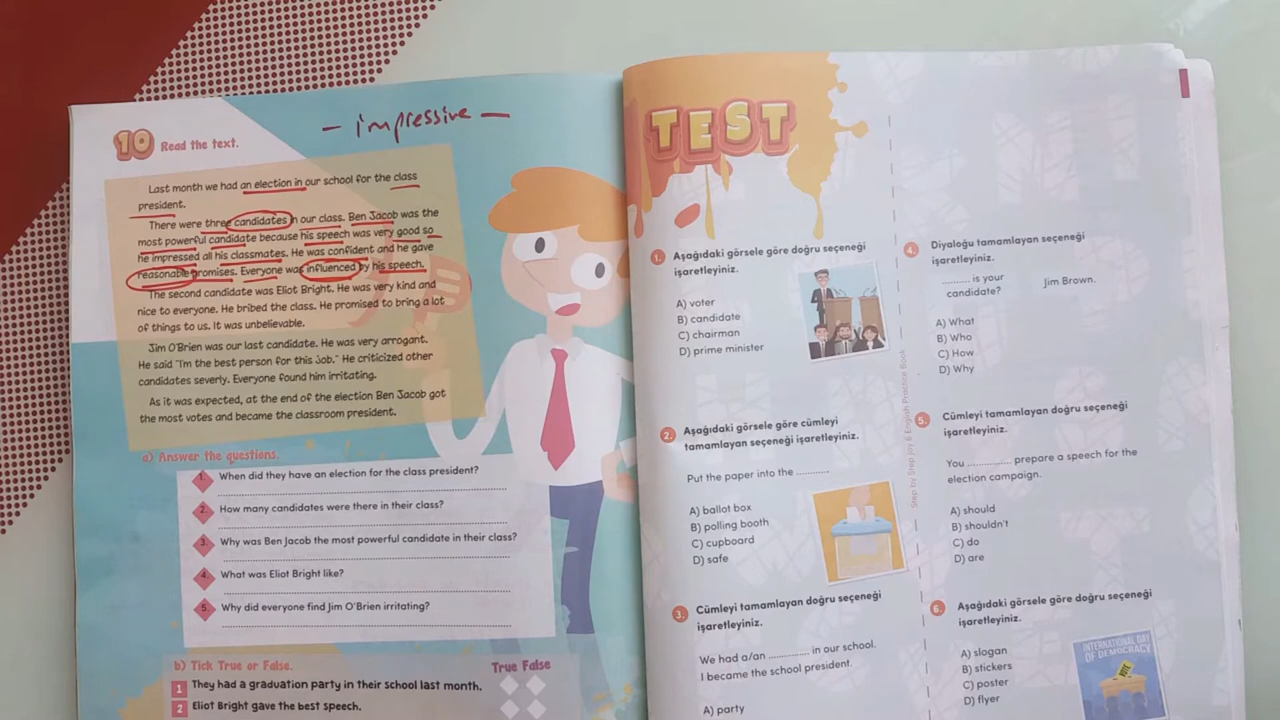 - impressive -
10 Read the text.
Last month we had an election in our school for the class
president.
There were three candidates in our class. Ben Jacob was the
most powerful candidate because his speech was very good so
he impressed all his classmates. He was confident and he gave
reasonable promises. Everyone was influenced by his speech.
The second candidate was Eliot Bright. He was very kind and
nice to everyone. He bribed the class. He promised to bring a lot
of things to us. It was unbelievable.
Jim O'Brien was our last candidate. He was very arrogant.
He said "I'm the best person for this job." He criticized other
candidates severly. Everyone found him irritating.
As it was expected, at the end of the election Ben Jacob got
the most votes and became the classroom president.
a) Answer the questions.
1. When did they have an election for the class president?
2. How many candidates were there in their class?
3. Why was Ben Jacob the most powerful candidate in their class?
4. What was Eliot Bright like?
5. Why did everyone find Jim O'Brien irritating?
b) Tick True or False.
True False
1 They had a graduation party in their school last month.
2 Eliot Bright gave the best speech.
TEST
1. Aşağıdaki görsele göre doğru seçeneği
işaretleyiniz.
A) voter
B) candidate
C) chairman
D) prime minister
2. Aşağıdaki görsele göre cümleyi
tamamlayan seçeneği işaretleyiniz.
Put the paper into the ...........
A) ballot box
B) polling booth
C) cupboard
D) safe
3. Cümleyi tamamlayan doğru seçeneği
işaretleyiniz.
We had a/an .............. in our school.
I became the school president.
A) party
Step by Step Joy 6 English Practice Book
4. Diyaloğu tamamlayan seçeneği
işaretleyiniz.
.......... is your
candidate?
Jim Brown.
A) What
B) Who
C) How
D) Why
5. Cümleyi tamamlayan doğru seçeneği
işaretleyiniz.
You .............. prepare a speech for the
election campaign.
A) should
B) shouldn't
C) do
D) are
6. Aşağıdaki görsele göre doğru seçeneği
işaretleyiniz.
A) slogan
B) stickers
C) poster
D) flyer
INTERNATIONAL DAY
OF DEMOCRACY
VOTE